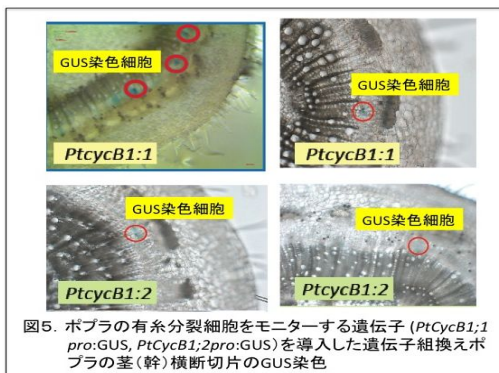 GUS染色細胞
PtcycB1:1
GUS染色細胞
PtcycB1:1
GUS染色細胞
PtcycB1:2
GUS染色細胞
PtcycB1:2
図5. ポプラの有糸分裂細胞をモニターする遺伝子 (PtcycB1;1
pro:GUS, PtcycB1;2pro:GUS)を導入した遺伝子組換えポ
プラの茎(幹)横断切片のGUS染色